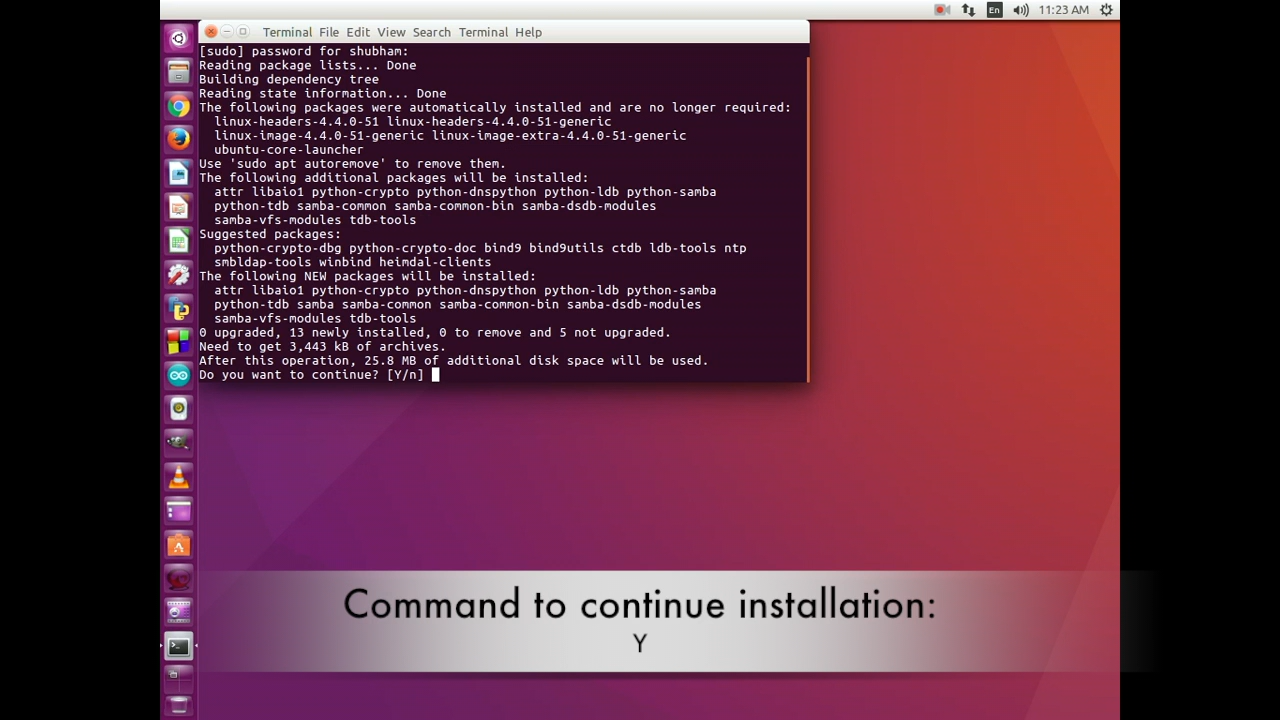 En
11:23 AM
Terminal File Edit View Search Terminal Help
[sudo] password for shubham:
Reading package lists... Done
Building dependency tree
Reading state information... Done
The following packages were automatically installed and are no longer required:
linux-headers-4.4.0-51 linux-headers-4.4.0-51-generic
linux-image-4.4.0-51-generic linux-image-extra-4.4.0-51-generic
ubuntu-core-launcher
Use 'sudo apt autoremove' to remove them.
The following additional packages will be installed:
attr libaio1 python-crypto python-dnspython python-ldb python-samba
python-tdb samba-common samba-common-bin samba-dsdb-modules
samba-vfs-modules tdb-tools
Suggested packages:
python-crypto-dbg python-crypto-doc bind9 bind9utils ctdb ldb-tools ntp
smbldap-tools winbind heimdal-clients
The following NEW packages will be installed:
attr libaio1 python-crypto python-dnspython python-ldb python-samba
python-tdb samba samba-common samba-common-bin samba-dsdb-modules
samba-vfs-modules tdb-tools
0 upgraded, 13 newly installed, 0 to remove and 5 not upgraded.
Need to get 3,443 kB of archives.
After this operation, 25.8 MB of additional disk space will be used.
Do you want to continue? [Y/n]
Command to continue installation:
Y